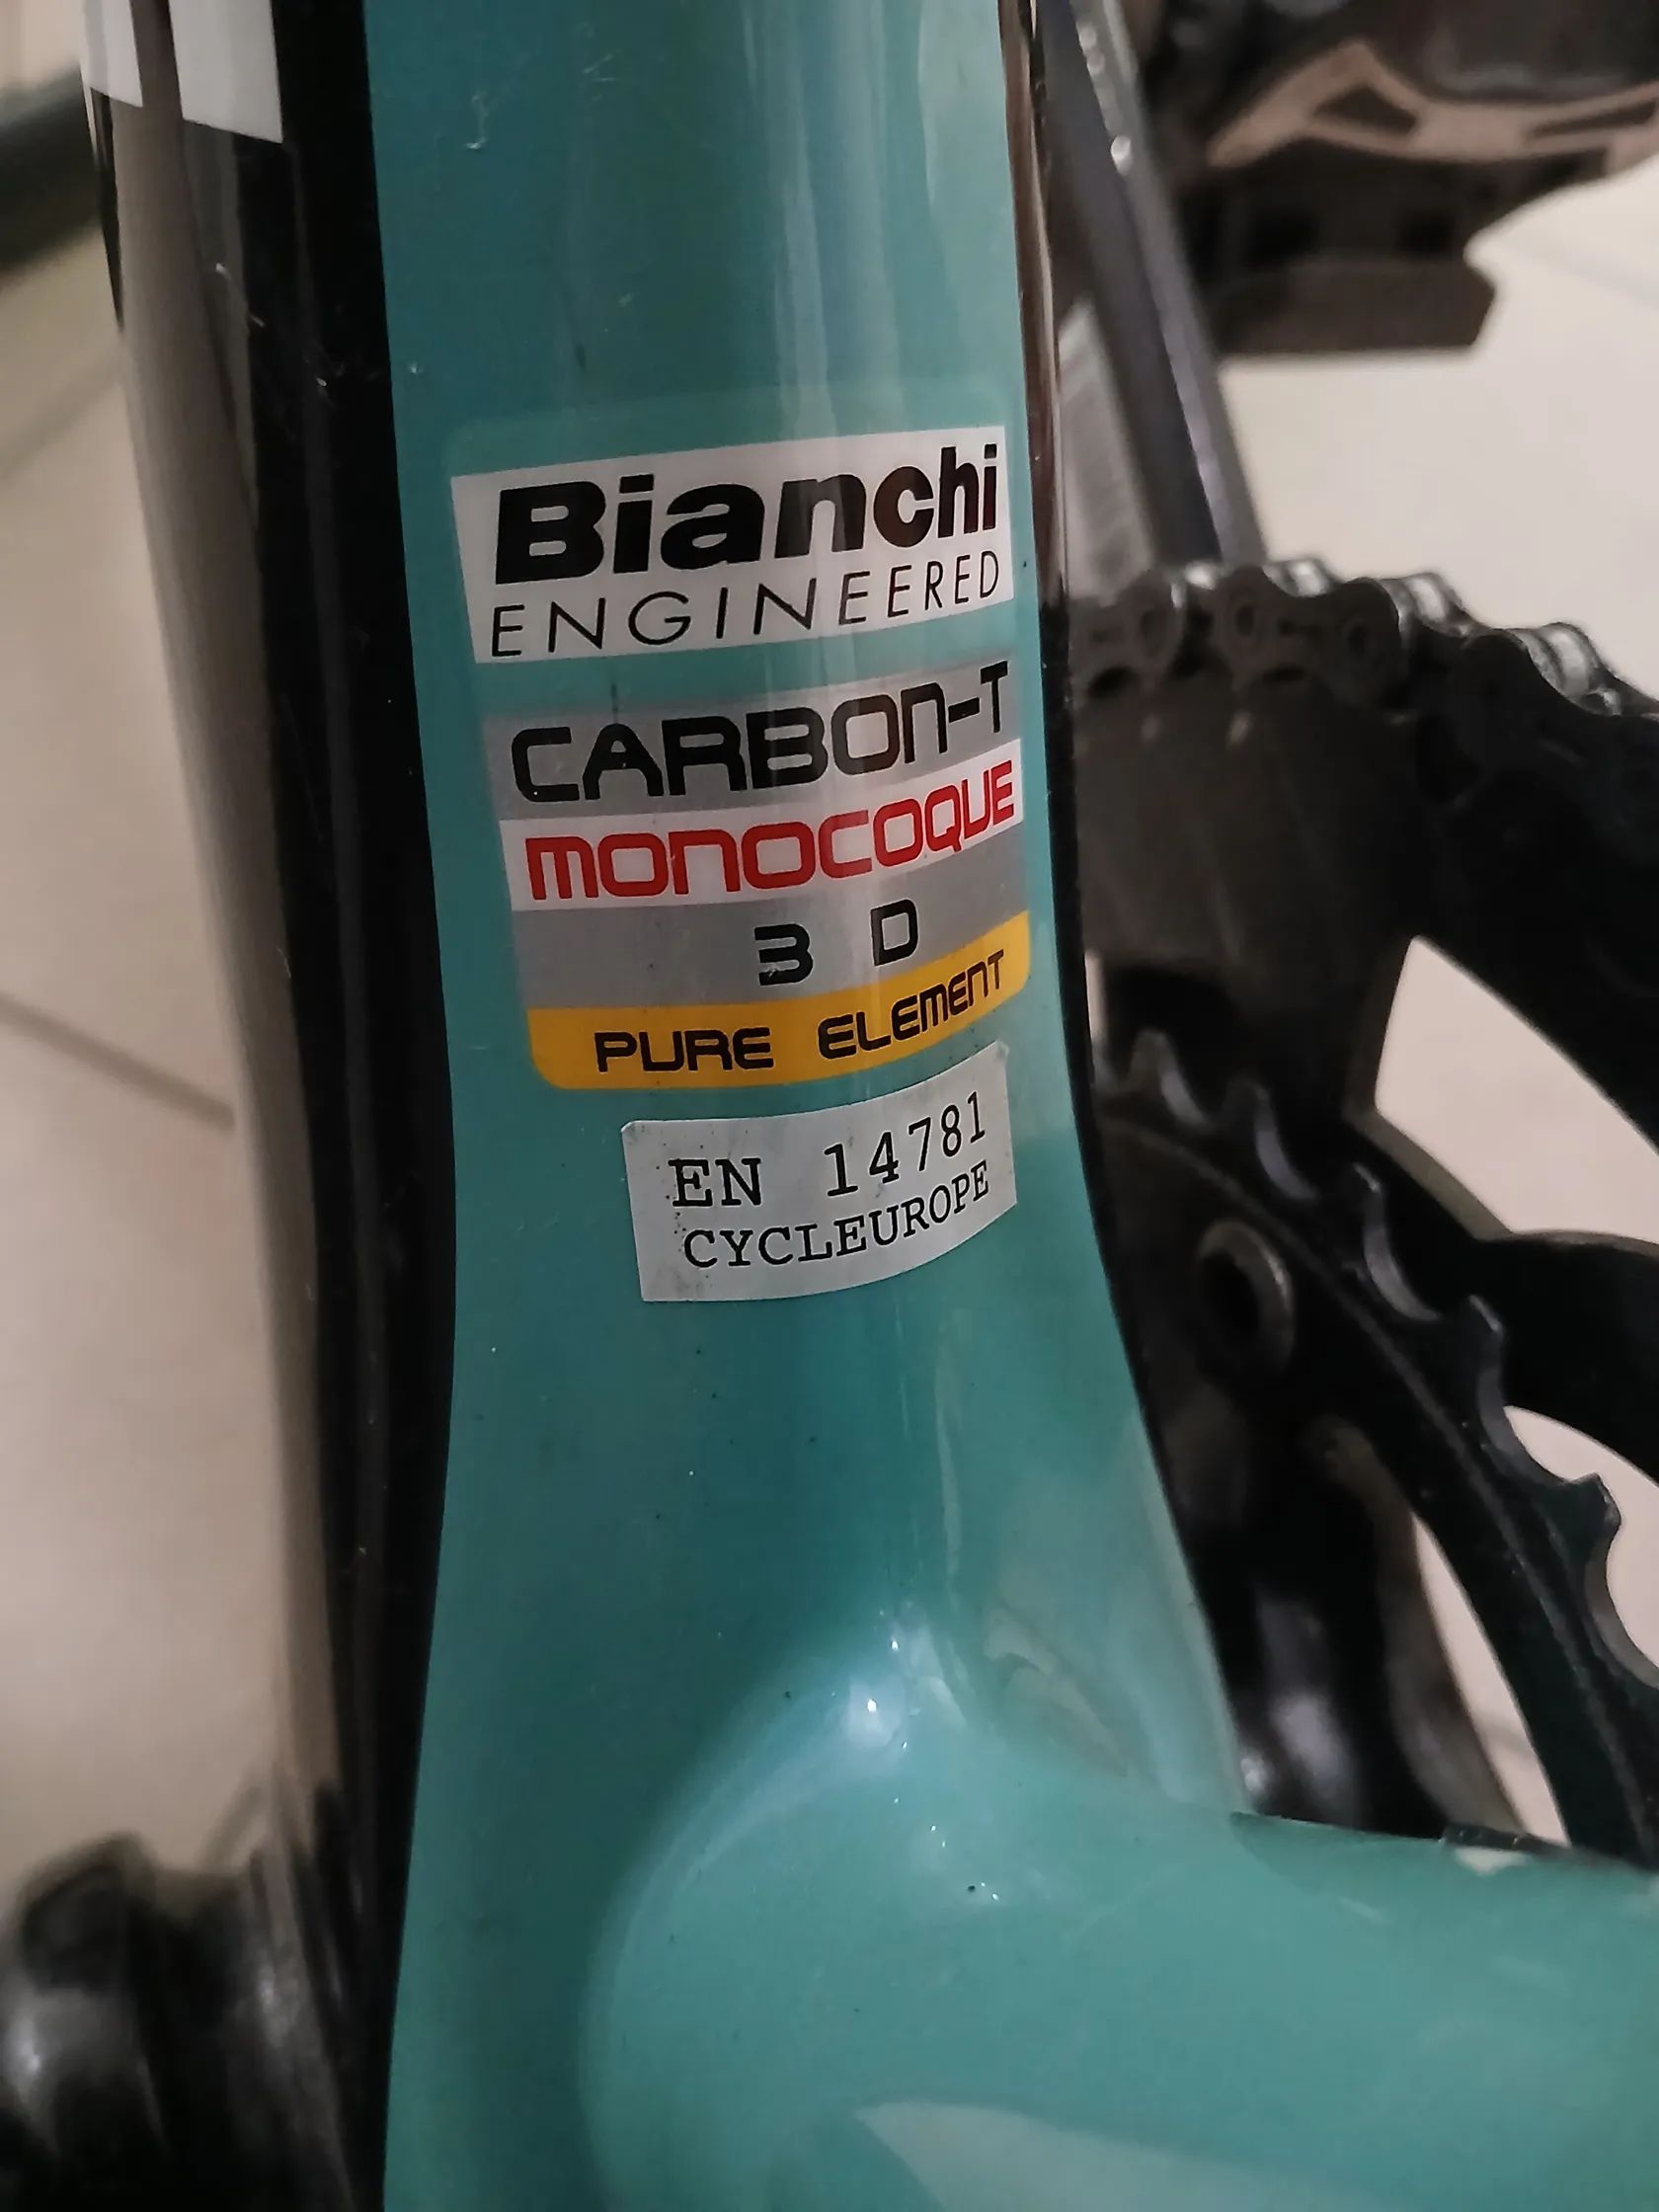 Bianchi
ENGINEERED
CARBON-T
MONOCOQUE
3 D
PURE ELEMENT
EN 14781
CYCLEUROPE